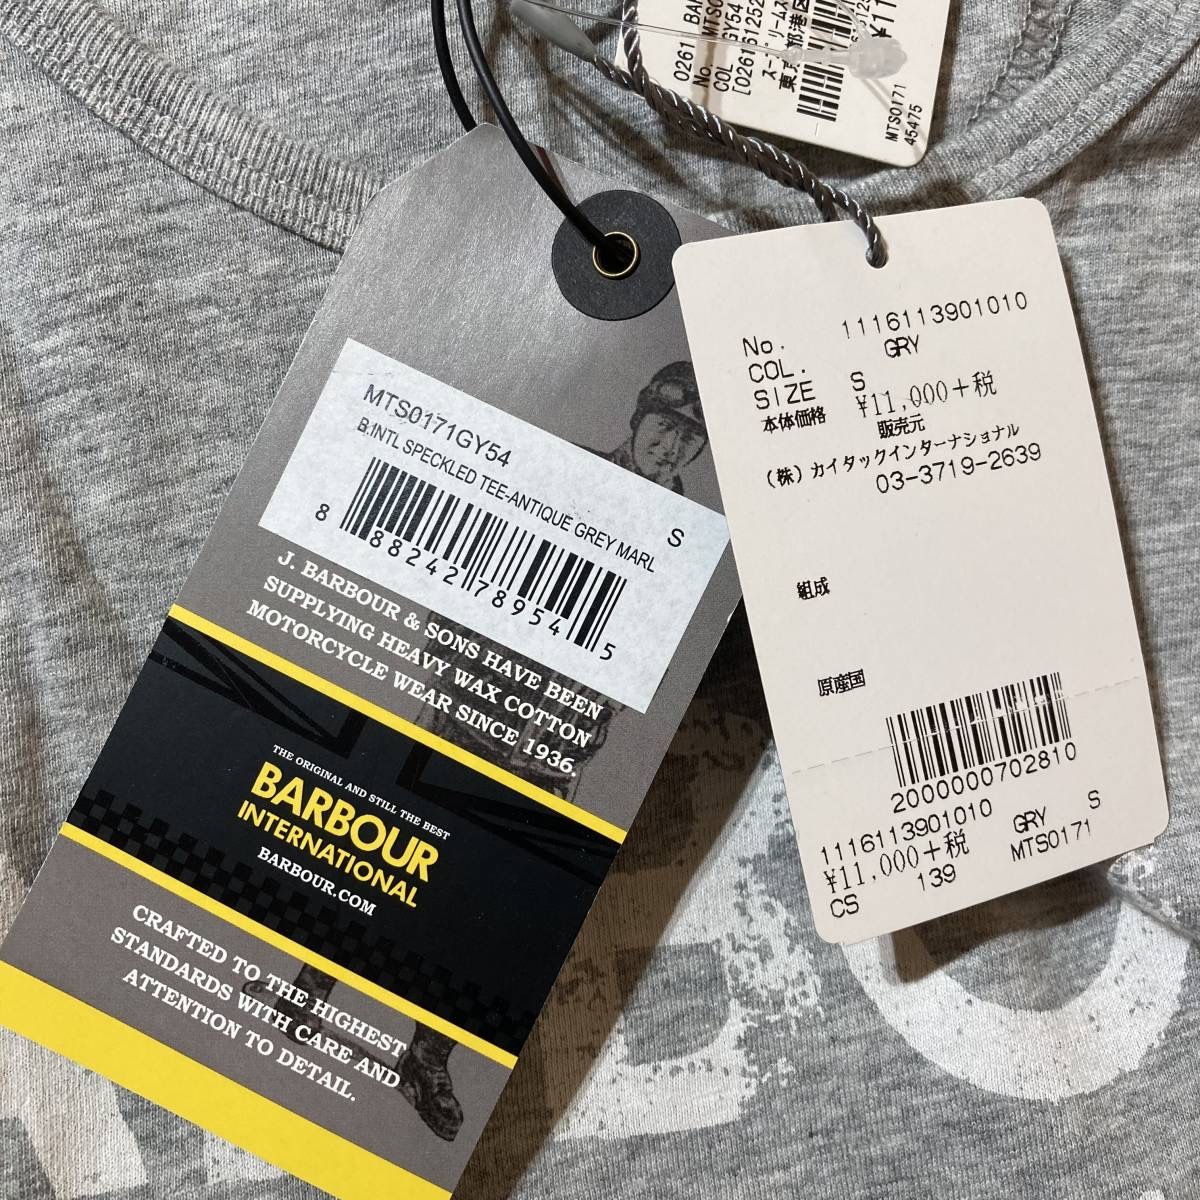 MTS0171GY54
B.INTL SPECKLED TEE-ANTIQUE GREY MARL
S
8 88242 78954 5
J. BARBOUR & SONS HAVE BEEN
SUPPLYING HEAVY WAX COTTON
MOTORCYCLE WEAR SINCE 1936.
THE ORIGINAL AND STILL THE BEST
BARBOUR
INTERNATIONAL
BARBOUR.COM
CRAFTED TO THE HIGHEST
STANDARDS WITH CARE AND
ATTENTION TO DETAIL.
No. 1116113901010
COL. GRY
SIZE S
本体価格 ¥11,000+税
販売元
(株)カイタックインターナショナル
03-3719-2639
組成
原産国
2000000702810
1116113901010 GRY S
¥11,000+税 MTS0171
CS 139
MTS0171
45475